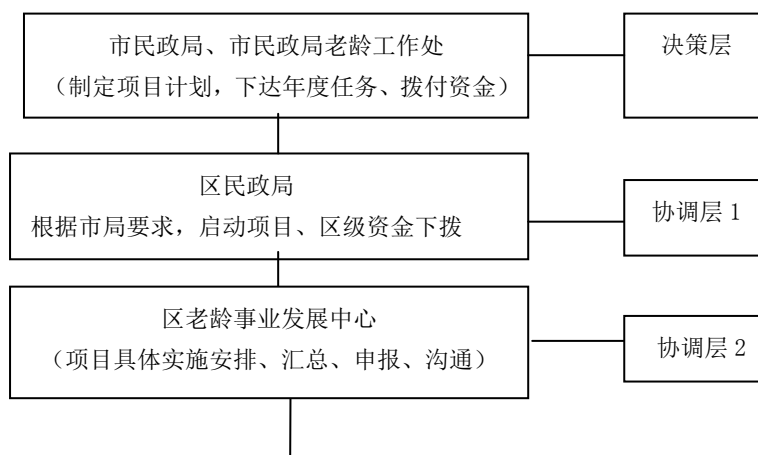 市民政局、市民政局老龄工作处
决策层
（制定项目计划，下达年度任务、拨付资金）
区民政局
根据市局要求，启动项目、区级资金下拨
协调层 1
区老龄事业发展中心
（项目具体实施安排、汇总、申报、沟通）
协调层 2